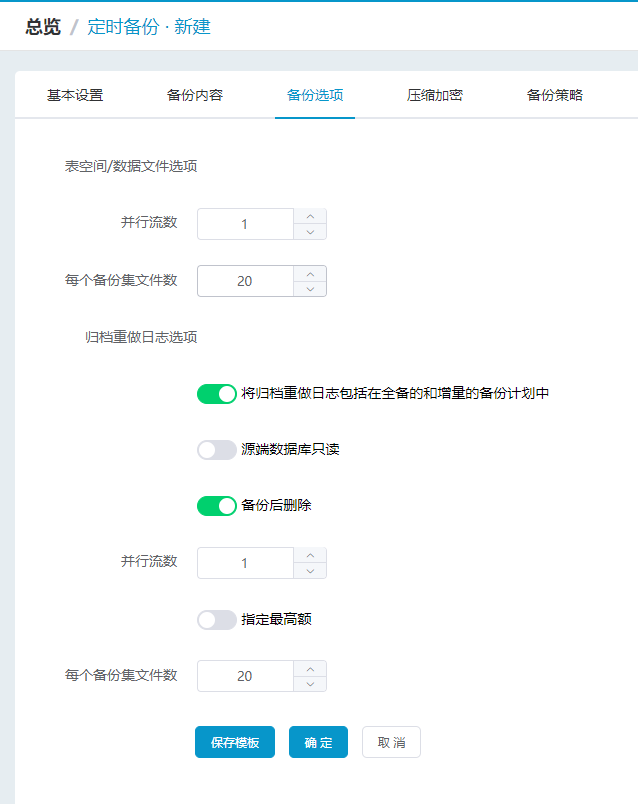 总览 / 定时备份 · 新建
基本设置 备份内容 备份选项 压缩加密 备份策略
表空间/数据文件选项
并行流数 1
每个备份集文件数 20
归档重做日志选项
将归档重做日志包括在全备的和增量的备份计划中
源端数据库只读
备份后删除
并行流数 1
指定最高额
每个备份集文件数 20
保存模板 确 定 取 消